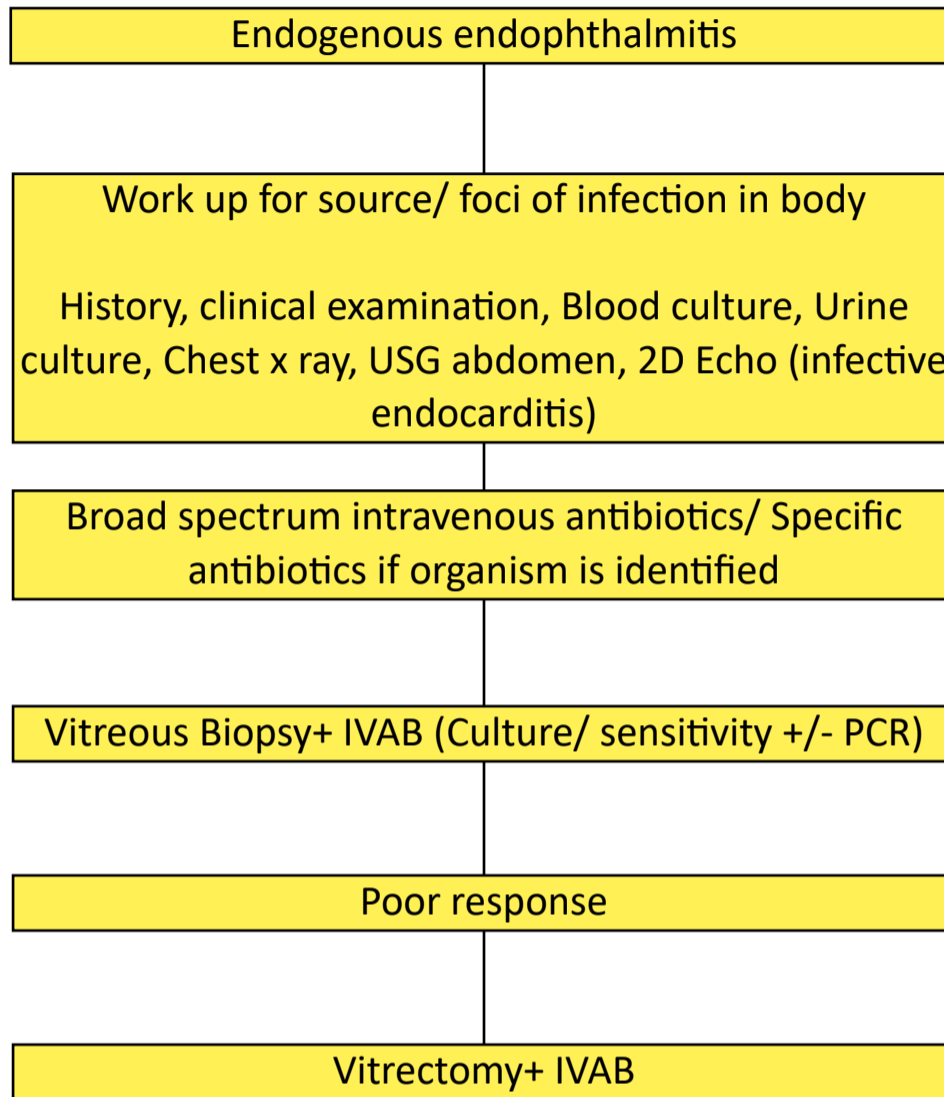 Endogenous endophthalmitis
Work up for source/ foci of infection in body
History, clinical examination, Blood culture, Urine
culture, Chest x ray, USG abdomen, 2D Echo (infective
endocarditis)
Broad spectrum intravenous antibiotics/ Specific
antibiotics if organism is identified
Vitreous Biopsy+ IVAB (Culture/ sensitivity +/- PCR)
Poor response
Vitrectomy+ IVAB